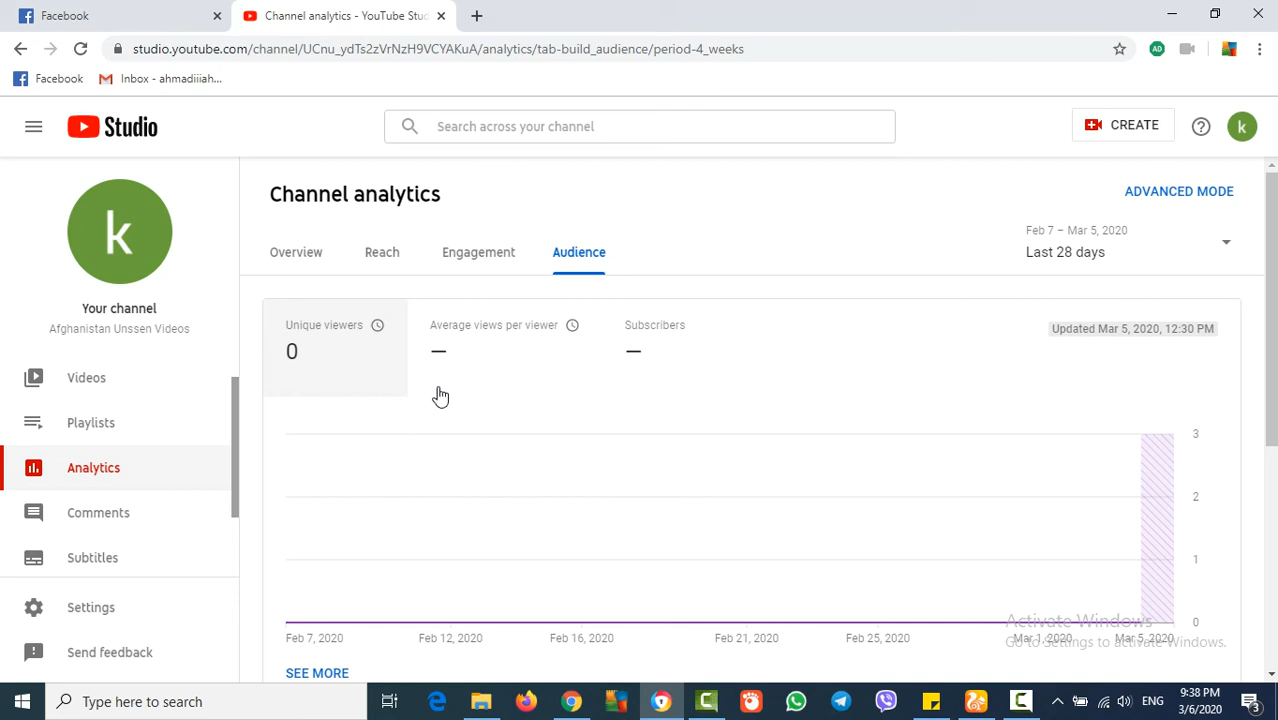 Facebook
Channel analytics - YouTube Stu
studio.youtube.com/channel/UCnu_ydTs2zVrNzH9VCYAKuA/analytics/tab-build_audience/period-4_weeks
AD
Facebook
Inbox - ahmadiiiah...
Studio
Search across your channel
CREATE
k
Channel analytics
ADVANCED MODE
k
Feb 7 – Mar 5, 2020
Last 28 days
Overview
Reach
Engagement
Audience
Your channel
Afghanistan Unssen Videos
Unique viewers
0
Average views per viewer
—
Subscribers
—
Updated Mar 5, 2020, 12:30 PM
Videos
Playlists
Analytics
Comments
Subtitles
Settings
Send feedback
3
2
1
0
Feb 7, 2020
Feb 12, 2020
Feb 16, 2020
Feb 21, 2020
Feb 25, 2020
Mar 1, 2020
Mar 5, 2020
Activate Windows
Go to Settings to activate Windows.
SEE MORE
Type here to search
ENG
9:38 PM
3/6/2020
3